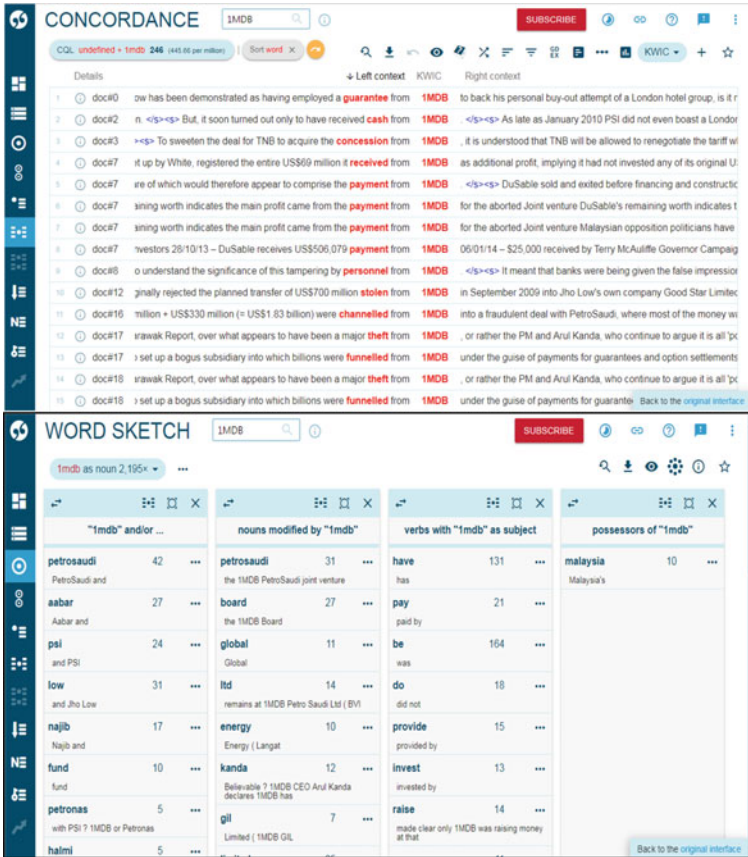 CONCORDANCE 1MDB SUBSCRIBE
CQL undefined + 1mdb 246 (445.86 per million) Sort word × KWIC
Details Left context KWIC Right context
1 doc#0 ow has been demonstrated as having employed a guarantee from 1MDB to back his personal buy-out attempt of a London hotel group, is it r
2 doc#2 n. </s><s> But, it soon turned out only to have received cash from 1MDB . </s><s> As late as January 2010 PSI did not even boast a London
3 doc#3 ><s> To sweeten the deal for TNB to acquire the concession from 1MDB , it is understood that TNB will be allowed to renegotiate the tariff wi
4 doc#7 et up by White, registered the entire US$69 million it received from 1MDB as additional profit, implying it had not invested any of its original U
5 doc#7 ire of which would therefore appear to comprise the payment from 1MDB . </s><s> DuSable sold and exited before financing and constructic
6 doc#7 aining worth indicates the main profit came from the payment from 1MDB for the aborted Joint venture DuSable's remaining worth indicates t
7 doc#7 aining worth indicates the main profit came from the payment from 1MDB for the aborted Joint venture Malaysian opposition politicians have
8 doc#7 nvestors 28/10/13 – DuSable receives US$506,079 payment from 1MDB 06/01/14 – $25,000 received by Terry McAuliffe Governor Campaig
9 doc#8 o understand the significance of this tampering by personnel from 1MDB . </s><s> It meant that banks were being given the false impressior
10 doc#12 ginally rejected the planned transfer of US$700 million stolen from 1MDB in September 2009 into Jho Low's own company Good Star Limitec
11 doc#16 million + US$330 million (= US$1.83 billion) were channelled from 1MDB into a fraudulent deal with PetroSaudi, where most of the money wa
12 doc#17 arawak Report, over what appears to have been a major theft from 1MDB , or rather the PM and Arul Kanda, who continue to argue it is all 'pc
13 doc#17 o set up a bogus subsidiary into which billions were funnelled from 1MDB under the guise of payments for guarantees and option settlements
14 doc#18 arawak Report, over what appears to have been a major theft from 1MDB , or rather the PM and Arul Kanda, who continue to argue it is all 'pc
15 doc#18 o set up a bogus subsidiary into which billions were funnelled from 1MDB under the guise of payments for guarante
Back to the original interface
WORD SKETCH 1MDB SUBSCRIBE
1mdb as noun 2,195×
"1mdb" and/or ... nouns modified by "1mdb" verbs with "1mdb" as subject possessors of "1mdb"
petrosaudi 42 petrosaudi 31 have 131 malaysia 10
PetroSaudi and the 1MDB PetroSaudi joint venture has Malaysia's
aabar 27 board 27 pay 21
Aabar and the 1MDB Board paid by
psi 24 global 11 be 164
and PSI Global was
low 31 ltd 14 do 18
and Jho Low remains at 1MDB Petro Saudi Ltd ( BVI did not
najib 17 energy 10 provide 15
Najib and Energy ( Langat provided by
fund 10 kanda 12 invest 13
fund Believable ? 1MDB CEO Arul Kanda declares 1MDB has invested by
petronas 5 gil 7 raise 14
with PSI ? 1MDB or Petronas Limited ( 1MDB GIL made clear only 1MDB was raising money at that
halmi 5
Back to the original interface